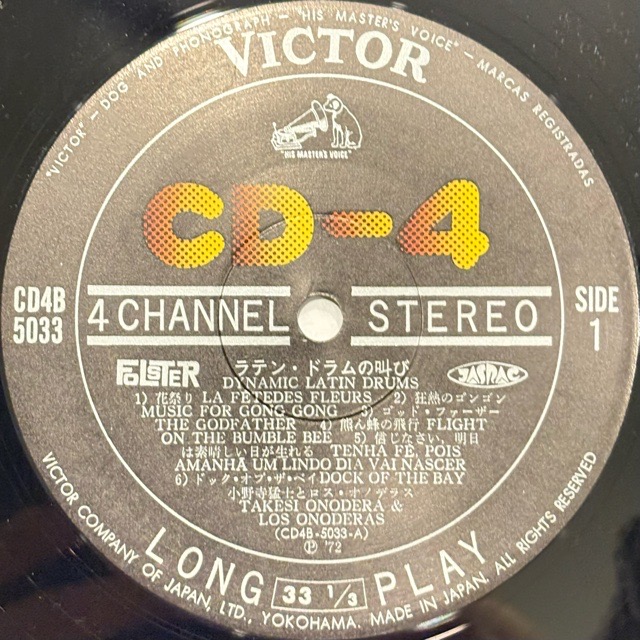 "VICTOR" - DOG AND PHONOGRAPH - "HIS MASTER'S VOICE" - MARCAS REGISTRADAS
VICTOR
"HIS MASTER'S VOICE"
CD-4
CD4B
5033
4 CHANNEL STEREO
SIDE
1
POLSTER
JASRAC
ラテン・ドラムの叫び
DYNAMIC LATIN DRUMS
1) 花祭り LA FETEDES FLEURS 2) 狂熱のゴンゴン
MUSIC FOR GONG GONG 3) ゴッド・ファーザー
THE GODFATHER 4) 熊ん蜂の飛行 FLIGHT
ON THE BUMBLE BEE 5) 信じなさい、明日
は素晴しい日が生れる TENHA FÉ, POIS
AMANHÃ UM LINDO DIA VAI NASCER
6) ドック・オブ・ザ・ベイ DOCK OF THE BAY
小野寺猛士とロス・オノデラス
TAKESI ONODERA &
LOS ONODERAS
(CD4B-5033-A)
Ⓟ '72
LONG 33 1/3 PLAY
VICTOR COMPANY OF JAPAN, LTD., YOKOHAMA. MADE IN JAPAN. ALL RIGHTS RESERVED